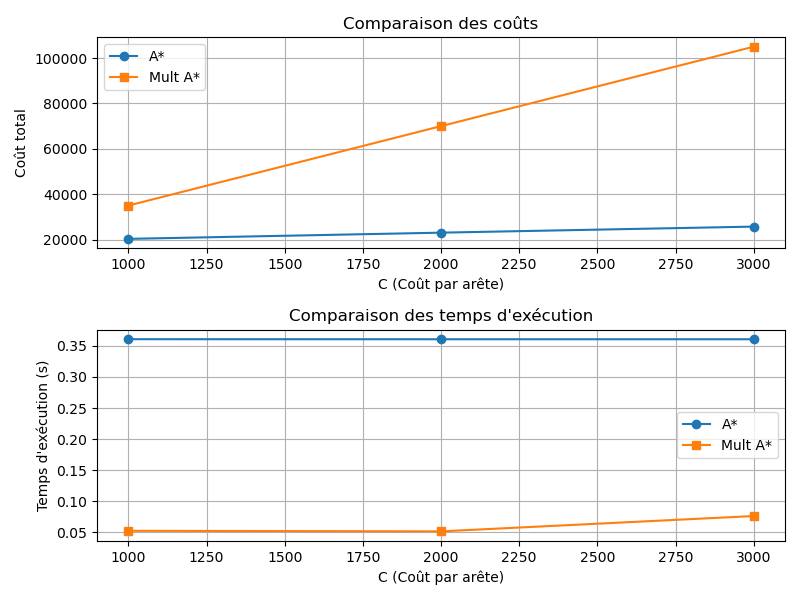 Comparaison des coûts
A*
Mult A*
Coût total
100000
80000
60000
40000
20000
1000 1250 1500 1750 2000 2250 2500 2750 3000
C (Coût par arête)
Comparaison des temps d'exécution
Temps d'exécution (s)
0.35
0.30
0.25
0.20
0.15
0.10
0.05
A*
Mult A*
1000 1250 1500 1750 2000 2250 2500 2750 3000
C (Coût par arête)